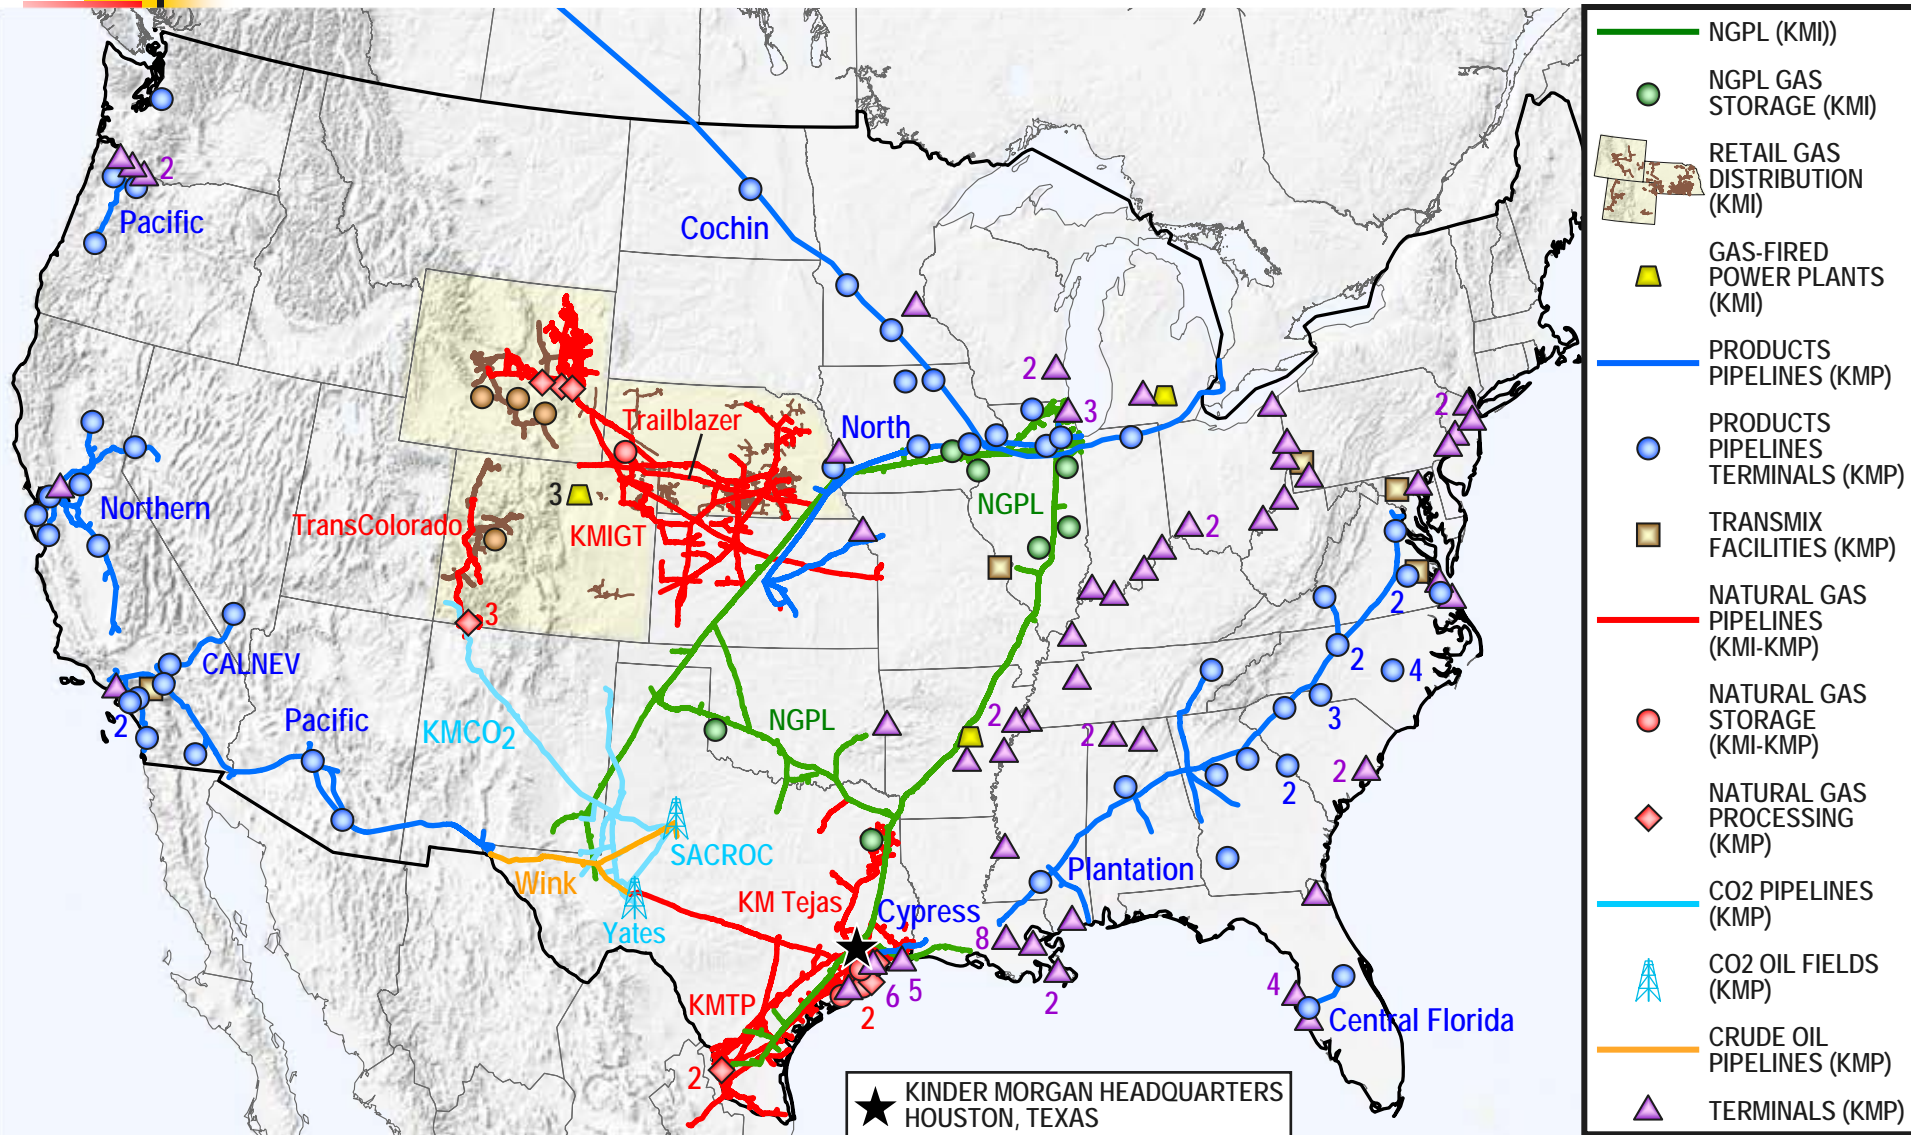 2
Pacific
Cochin
2
3
Trailblazer
North
2
3
Northern
TransColorado
KMIGT
NGPL
2
3
2
CALNEV
2
4
2
Pacific
KMCO2
NGPL
2
2
3
2
2
SACROC
Wink
KM Tejas
Plantation
Yates
Cypress
8
KMTP
6
5
2
2
4
Central Florida
2
KINDER MORGAN HEADQUARTERS
HOUSTON, TEXAS
NGPL (KMI))
NGPL GAS
STORAGE (KMI)
RETAIL GAS
DISTRIBUTION
(KMI)
GAS-FIRED
POWER PLANTS
(KMI)
PRODUCTS
PIPELINES (KMP)
PRODUCTS
PIPELINES
TERMINALS (KMP)
TRANSMIX
FACILITIES (KMP)
NATURAL GAS
PIPELINES
(KMI-KMP)
NATURAL GAS
STORAGE
(KMI-KMP)
NATURAL GAS
PROCESSING
(KMP)
CO2 PIPELINES
(KMP)
CO2 OIL FIELDS
(KMP)
CRUDE OIL
PIPELINES (KMP)
TERMINALS (KMP)